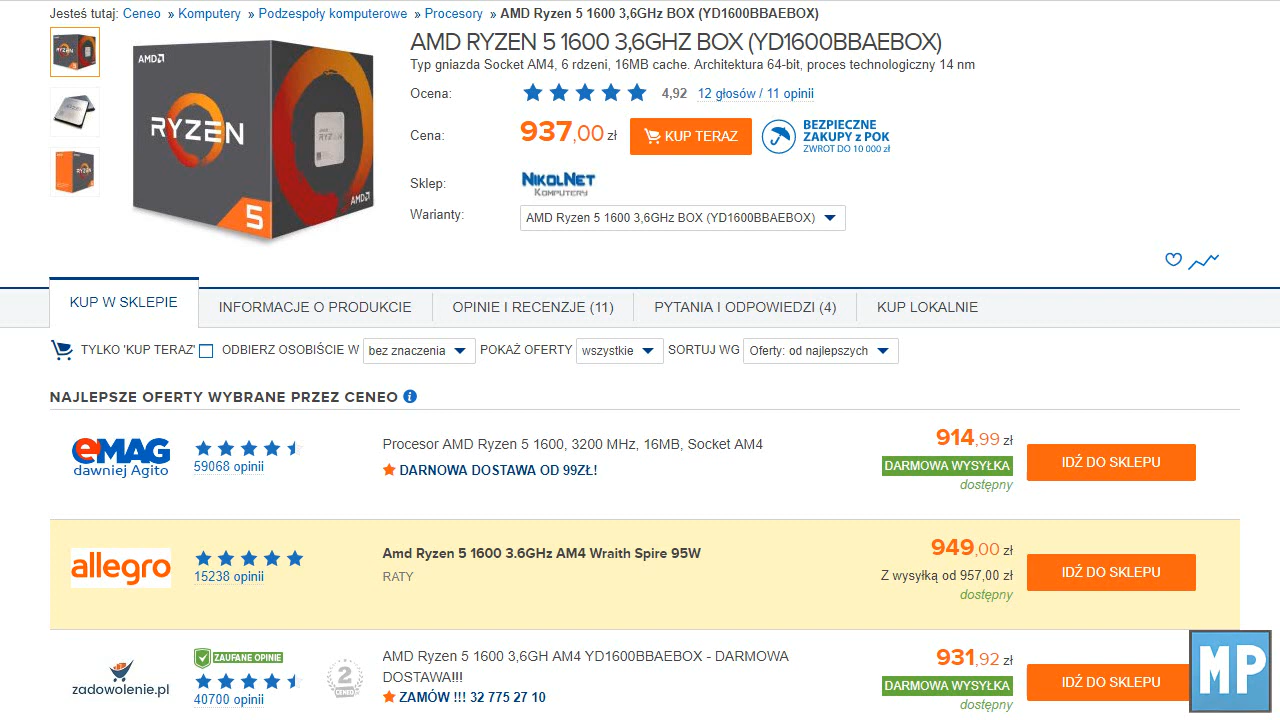 Jesteś tutaj: Ceneo » Komputery » Podzespoły komputerowe » Procesory » AMD Ryzen 5 1600 3,6GHz BOX (YD1600BBAEBOX)
AMD RYZEN 5 1600 3,6GHZ BOX (YD1600BBAEBOX)
Typ gniazda Socket AM4, 6 rdzeni, 16MB cache. Architektura 64-bit, proces technologiczny 14 nm
AMD
RYZEN
RYZEN
AMD
5
Ocena: 4,92 12 głosów / 11 opinii
Cena: 937,00 zł KUP TERAZ
BEZPIECZNE
ZAKUPY z POK
ZWROT DO 10 000 zł
Sklep: NIKOLNET
KOMPUTERY
Warianty: AMD Ryzen 5 1600 3,6GHz BOX (YD1600BBAEBOX)
KUP W SKLEPIE INFORMACJE O PRODUKCIE OPINIE I RECENZJE (11) PYTANIA I ODPOWIEDZI (4) KUP LOKALNIE
TYLKO 'KUP TERAZ' ODBIERZ OSOBIŚCIE W bez znaczenia POKAŻ OFERTY wszystkie SORTUJ WG Oferty: od najlepszych
NAJLEPSZE OFERTY WYBRANE PRZEZ CENEO i
eMAG
dawniej Agito
59068 opinii
Procesor AMD Ryzen 5 1600, 3200 MHz, 16MB, Socket AM4
DARNOWA DOSTAWA OD 99ZŁ!
914,99 zł
DARMOWA WYSYŁKA
dostępny
IDŹ DO SKLEPU
allegro
15238 opinii
Amd Ryzen 5 1600 3.6GHz AM4 Wraith Spire 95W
RATY
949,00 zł
Z wysyłką od 957,00 zł
dostępny
IDŹ DO SKLEPU
zadowolenie.pl
ZAUFANE OPINIE
40700 opinii
2
CENEO
AMD Ryzen 5 1600 3,6GH AM4 YD1600BBAEBOX - DARMOWA
DOSTAWA!!!
ZAMÓW !!! 32 775 27 10
931,92 zł
DARMOWA WYSYŁKA
dostępny
IDŹ DO SKLEPU
MP